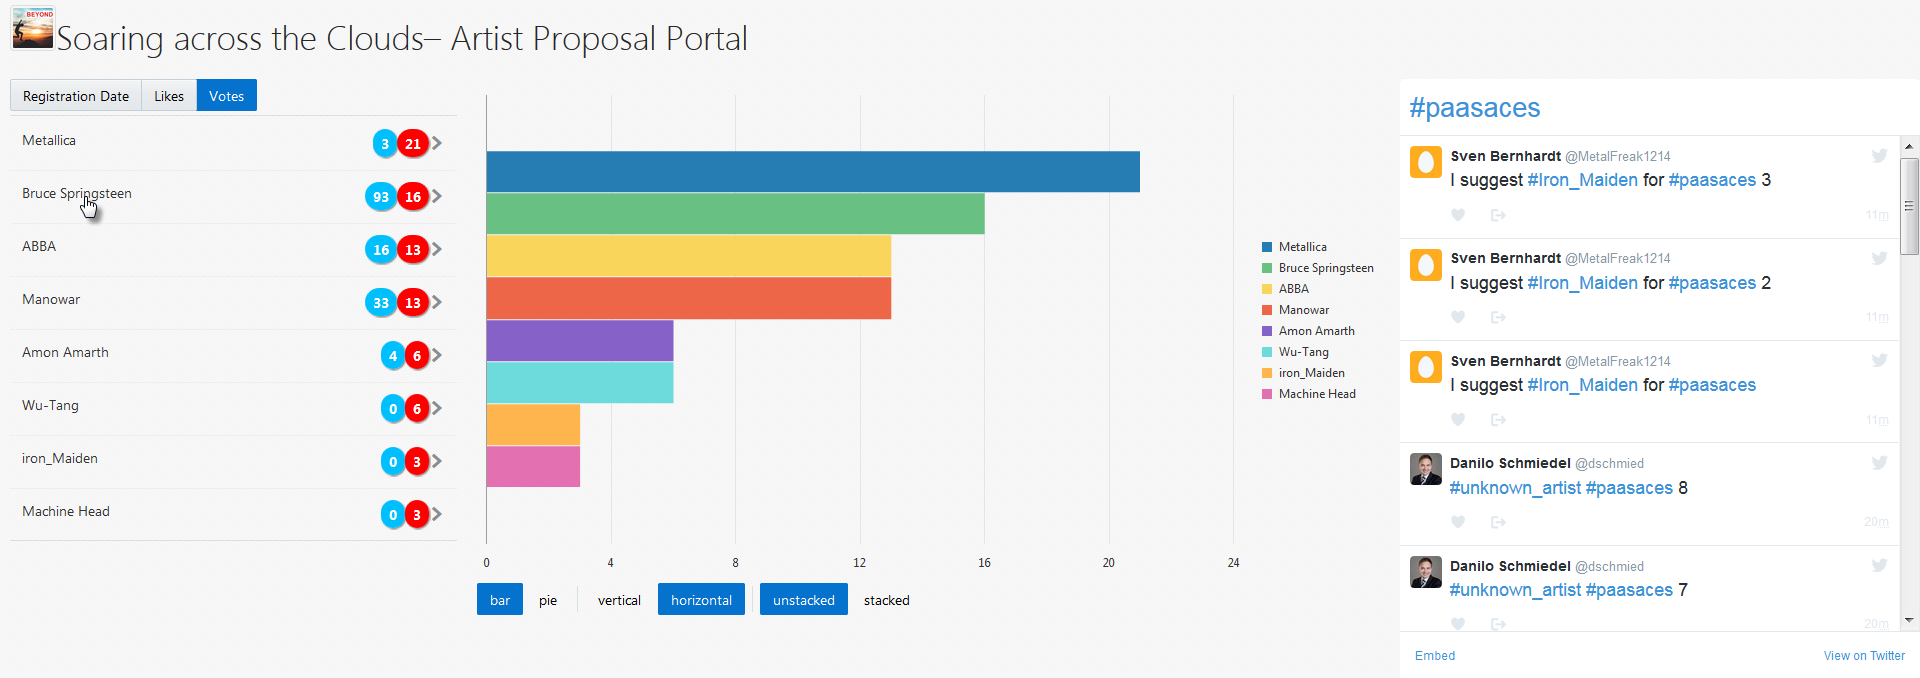 BEYOND
Soaring across the Clouds– Artist Proposal Portal
Registration Date Likes Votes
Metallica 3 21
Bruce Springsteen 93 16
ABBA 16 13
Manowar 33 13
Amon Amarth 4 6
Wu-Tang 0 6
iron_Maiden 0 3
Machine Head 0 3
0 4 8 12 16 20 24
bar pie vertical horizontal unstacked stacked
Metallica
Bruce Springsteen
ABBA
Manowar
Amon Amarth
Wu-Tang
iron_Maiden
Machine Head
#paasaces
Sven Bernhardt @MetalFreak1214
I suggest #Iron_Maiden for #paasaces 3
11m
Sven Bernhardt @MetalFreak1214
I suggest #Iron_Maiden for #paasaces 2
11m
Sven Bernhardt @MetalFreak1214
I suggest #Iron_Maiden for #paasaces
11m
Danilo Schmiedel @dschmied
#unknown_artist #paasaces 8
20m
Danilo Schmiedel @dschmied
#unknown_artist #paasaces 7
20m
Embed View on Twitter